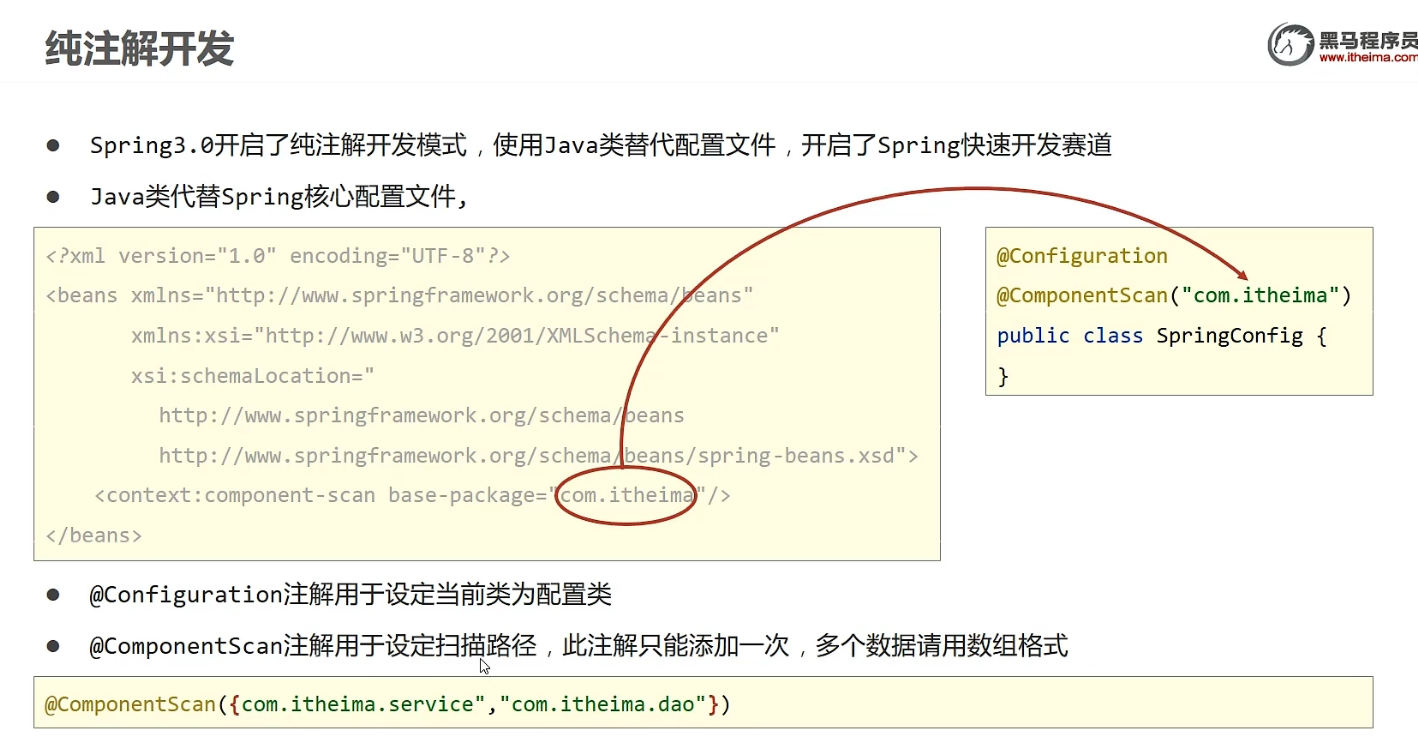 纯注解开发
黑马程序员
www.itheima.com
● Spring3.0开启了纯注解开发模式，使用Java类替代配置文件，开启了Spring快速开发赛道
● Java类代替Spring核心配置文件,
<?xml version="1.0" encoding="UTF-8"?>
<beans xmlns="http://www.springframework.org/schema/beans"
xmlns:xsi="http://www.w3.org/2001/XMLSchema-instance"
xsi:schemaLocation="
http://www.springframework.org/schema/beans
http://www.springframework.org/schema/beans/spring-beans.xsd">
<context:component-scan base-package="com.itheima"/>
</beans>
@Configuration
@ComponentScan("com.itheima")
public class SpringConfig {
}
● @Configuration注解用于设定当前类为配置类
● @ComponentScan注解用于设定扫描路径，此注解只能添加一次，多个数据请用数组格式
@ComponentScan({com.itheima.service","com.itheima.dao"})